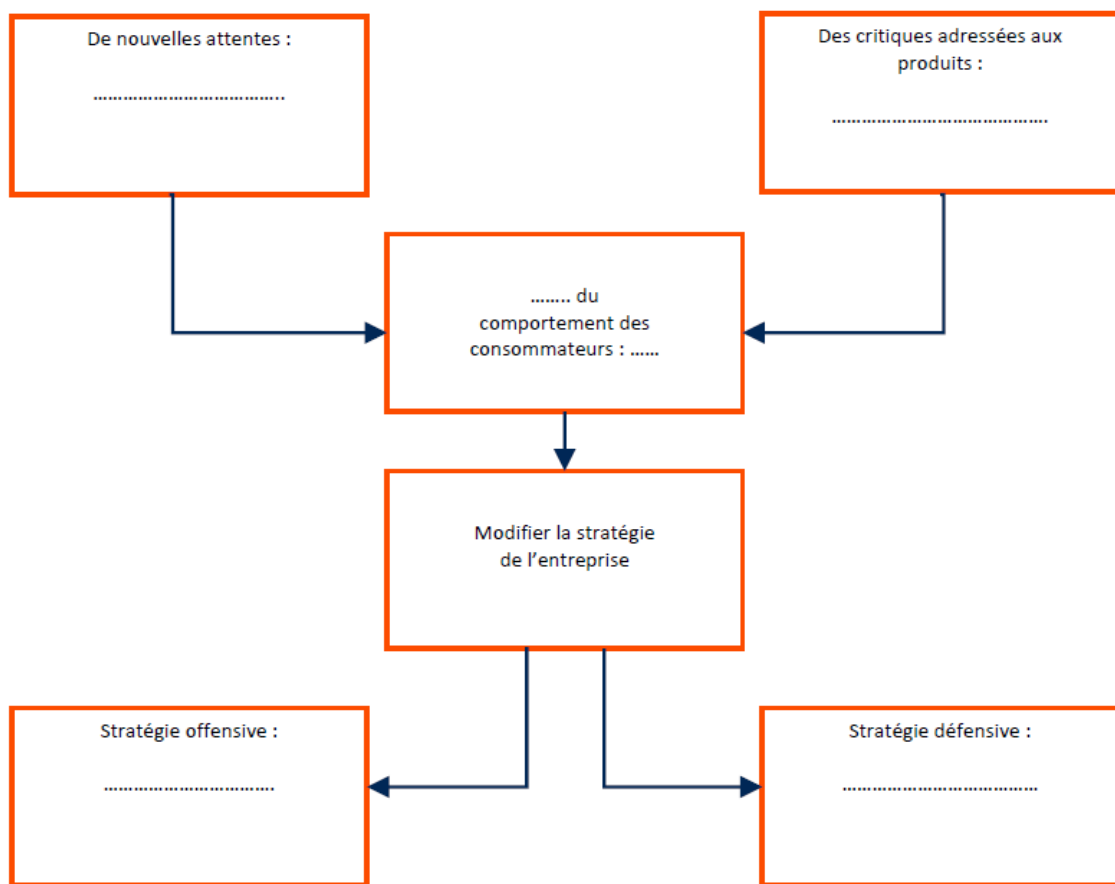 De nouvelles attentes :
………………………………..
Des critiques adressées aux
produits :
…………………………………….
…….. du
comportement des
consommateurs : ……
Modifier la stratégie
de l’entreprise
Stratégie offensive :
…………………………….
Stratégie défensive :
…………………………………